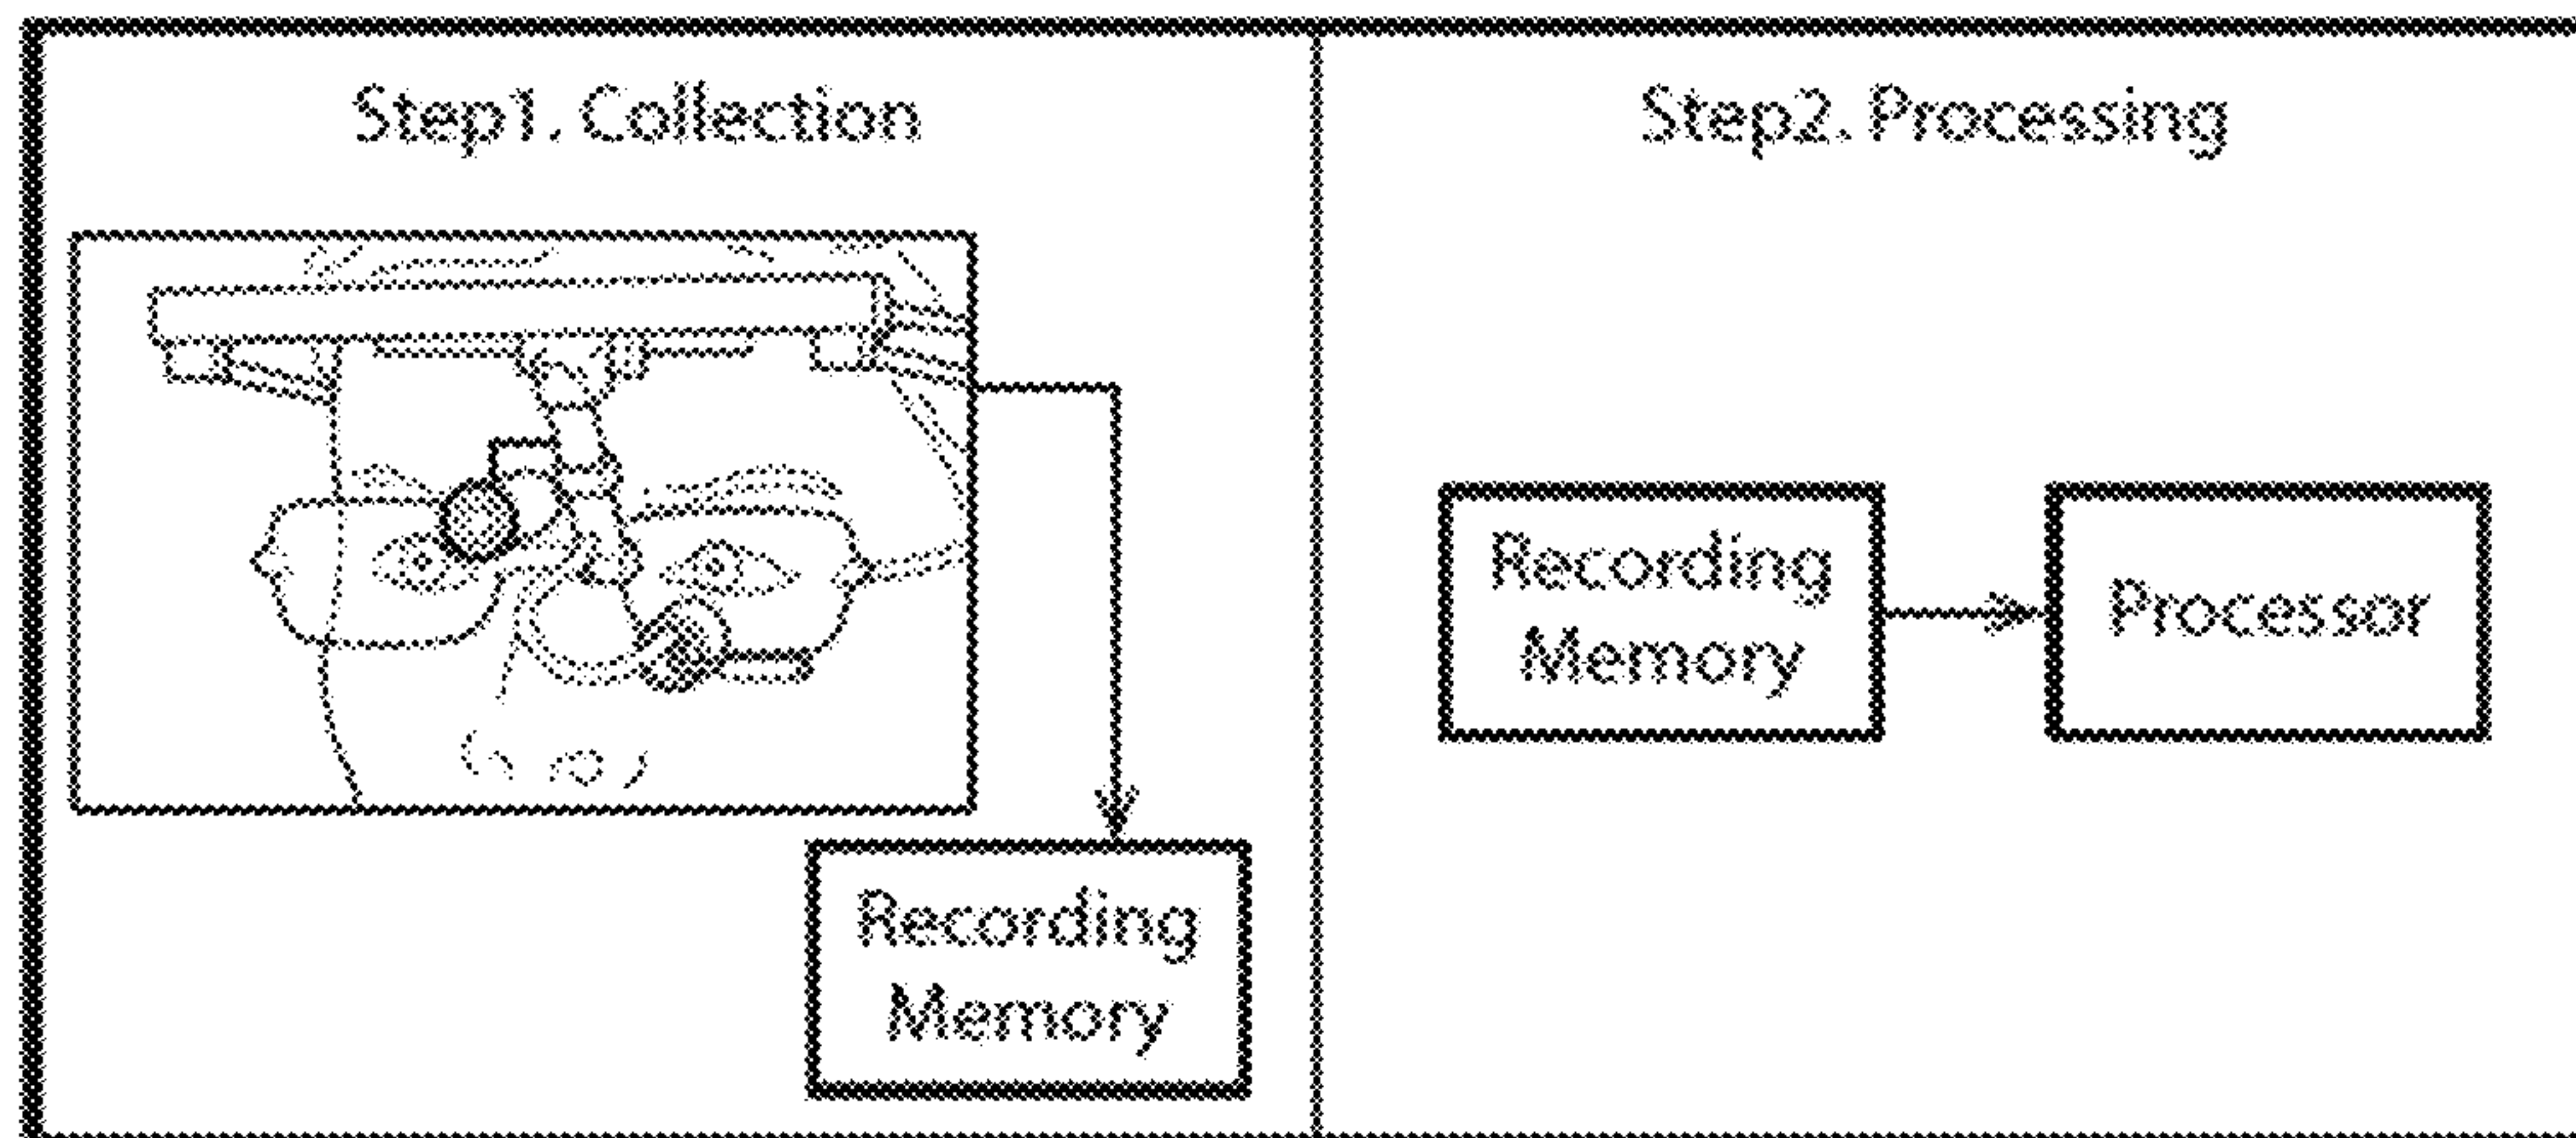 Step1. Collection
Recording
Memory
Step2. Processing
Recording
Memory
Processor